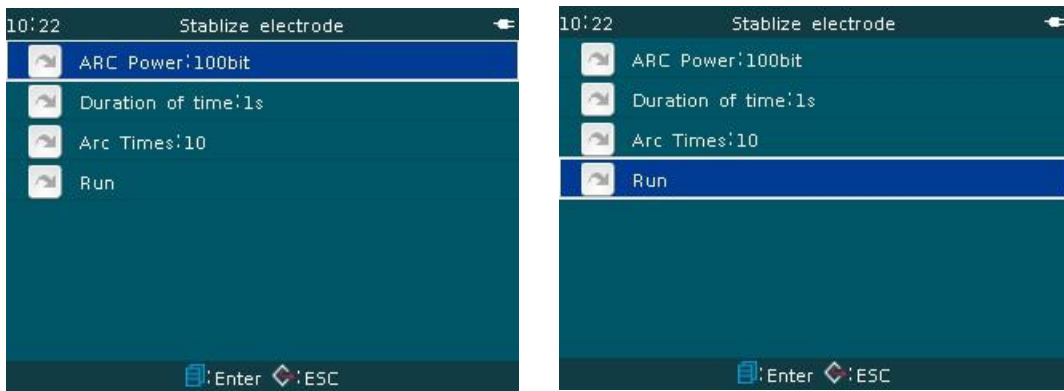 10:22 Stablize electrode
ARC Power:100bit
Duration of time:1s
Arc Times:10
Run
:Enter :ESC
10:22 Stablize electrode
ARC Power:100bit
Duration of time:1s
Arc Times:10
Run
:Enter :ESC